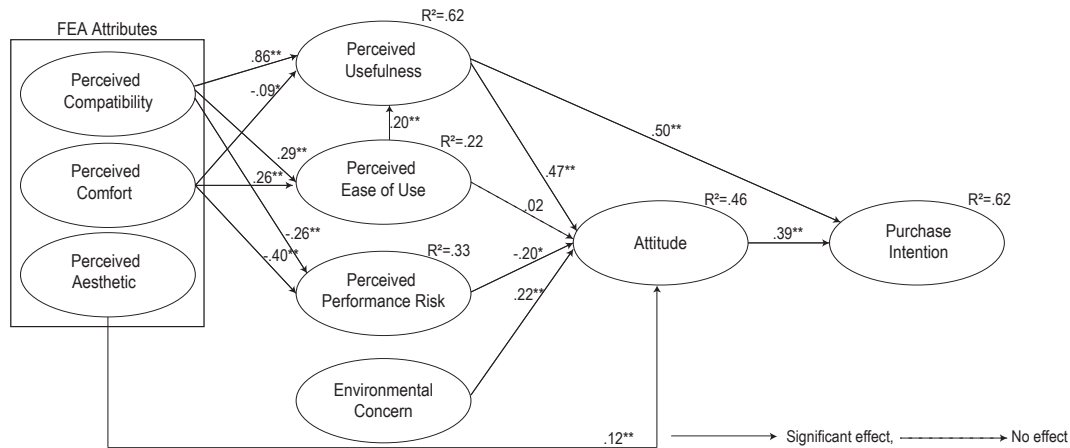 FEA Attributes
Perceived
Compatibility
Perceived
Comfort
Perceived
Aesthetic
.86**
-.09*
.29**
.26**
-.26**
-.40**
R²=.62
Perceived
Usefulness
.20**
R²=.22
Perceived
Ease of Use
R²=.33
Perceived
Performance Risk
Environmental
Concern
.50**
.47**
.02
-.20*
.22**
.12**
R²=.46
Attitude
.39**
R²=.62
Purchase
Intention
Significant effect,
No effect